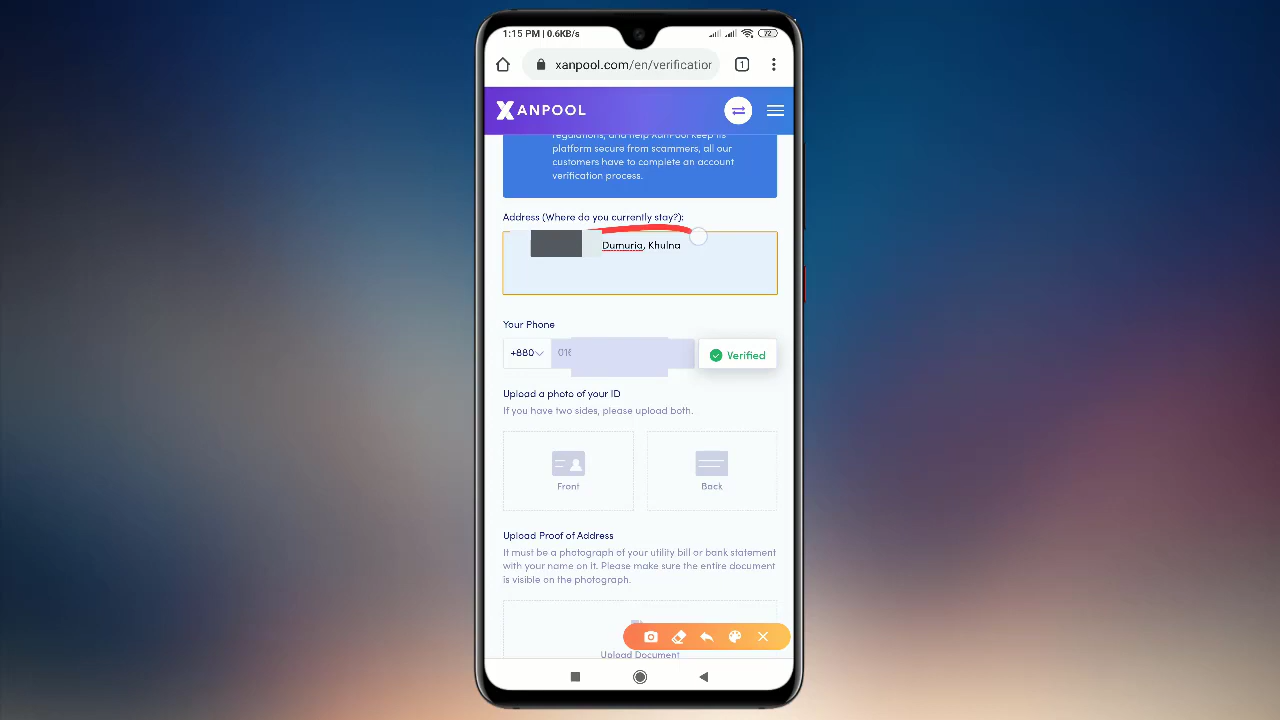 1:15 PM | 0.6KB/s
72
xanpool.com/en/verification
1
XANPOOL
regulations, and help XanPool keep its
platform secure from scammers, all our
customers have to complete an account
verification process.
Address (Where do you currently stay?):
Dumuria, Khulna
Your Phone
+880 016
Verified
Upload a photo of your ID
If you have two sides, please upload both.
Front
Back
Upload Proof of Address
It must be a photograph of your utility bill or bank statement
with your name on it. Please make sure the entire document
is visible on the photograph.
Upload Document